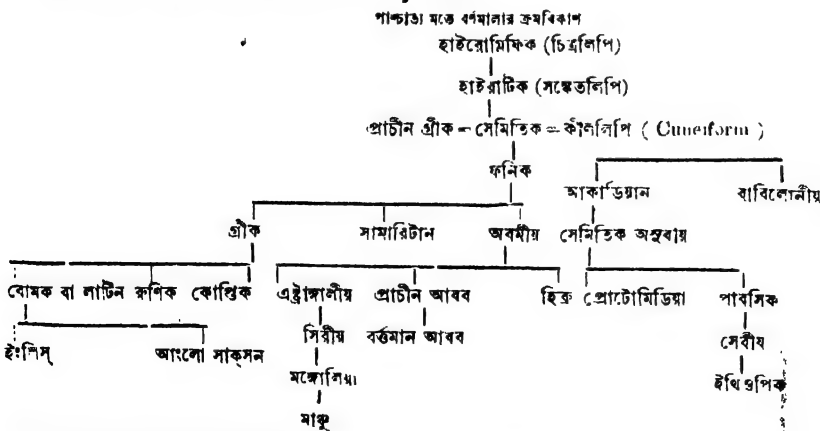 পাশ্চাত্য মতে বর্ণমালার ক্রমবিকাশ
হাইরোগ্লিফিক (চিত্রলিপি)
হাইরাটিক (সঙ্কেতলিপি)
প্রাচীন গ্রীক = সেমিতিক = কীললিপি ( Cuneiform )
ফনিক
আকাডিয়ান বাবিলোনীয়
গ্রীক সামারিটান অরমীয় সেমিতিক অসুরীয়
রোমক বা লাটিন রুণিক কোপ্তিক এষ্ট্রাঙ্গালীয় প্রাচীন আরব হিব্রু প্রোটোমিডিয়া পারসিক
সিরীয় বর্ত্তমান আরব সেবীয়
ইংলিস্ আংলো সাক্‌সন
মঙ্গোলিয়া ইথিওপিক
মাঞ্চু